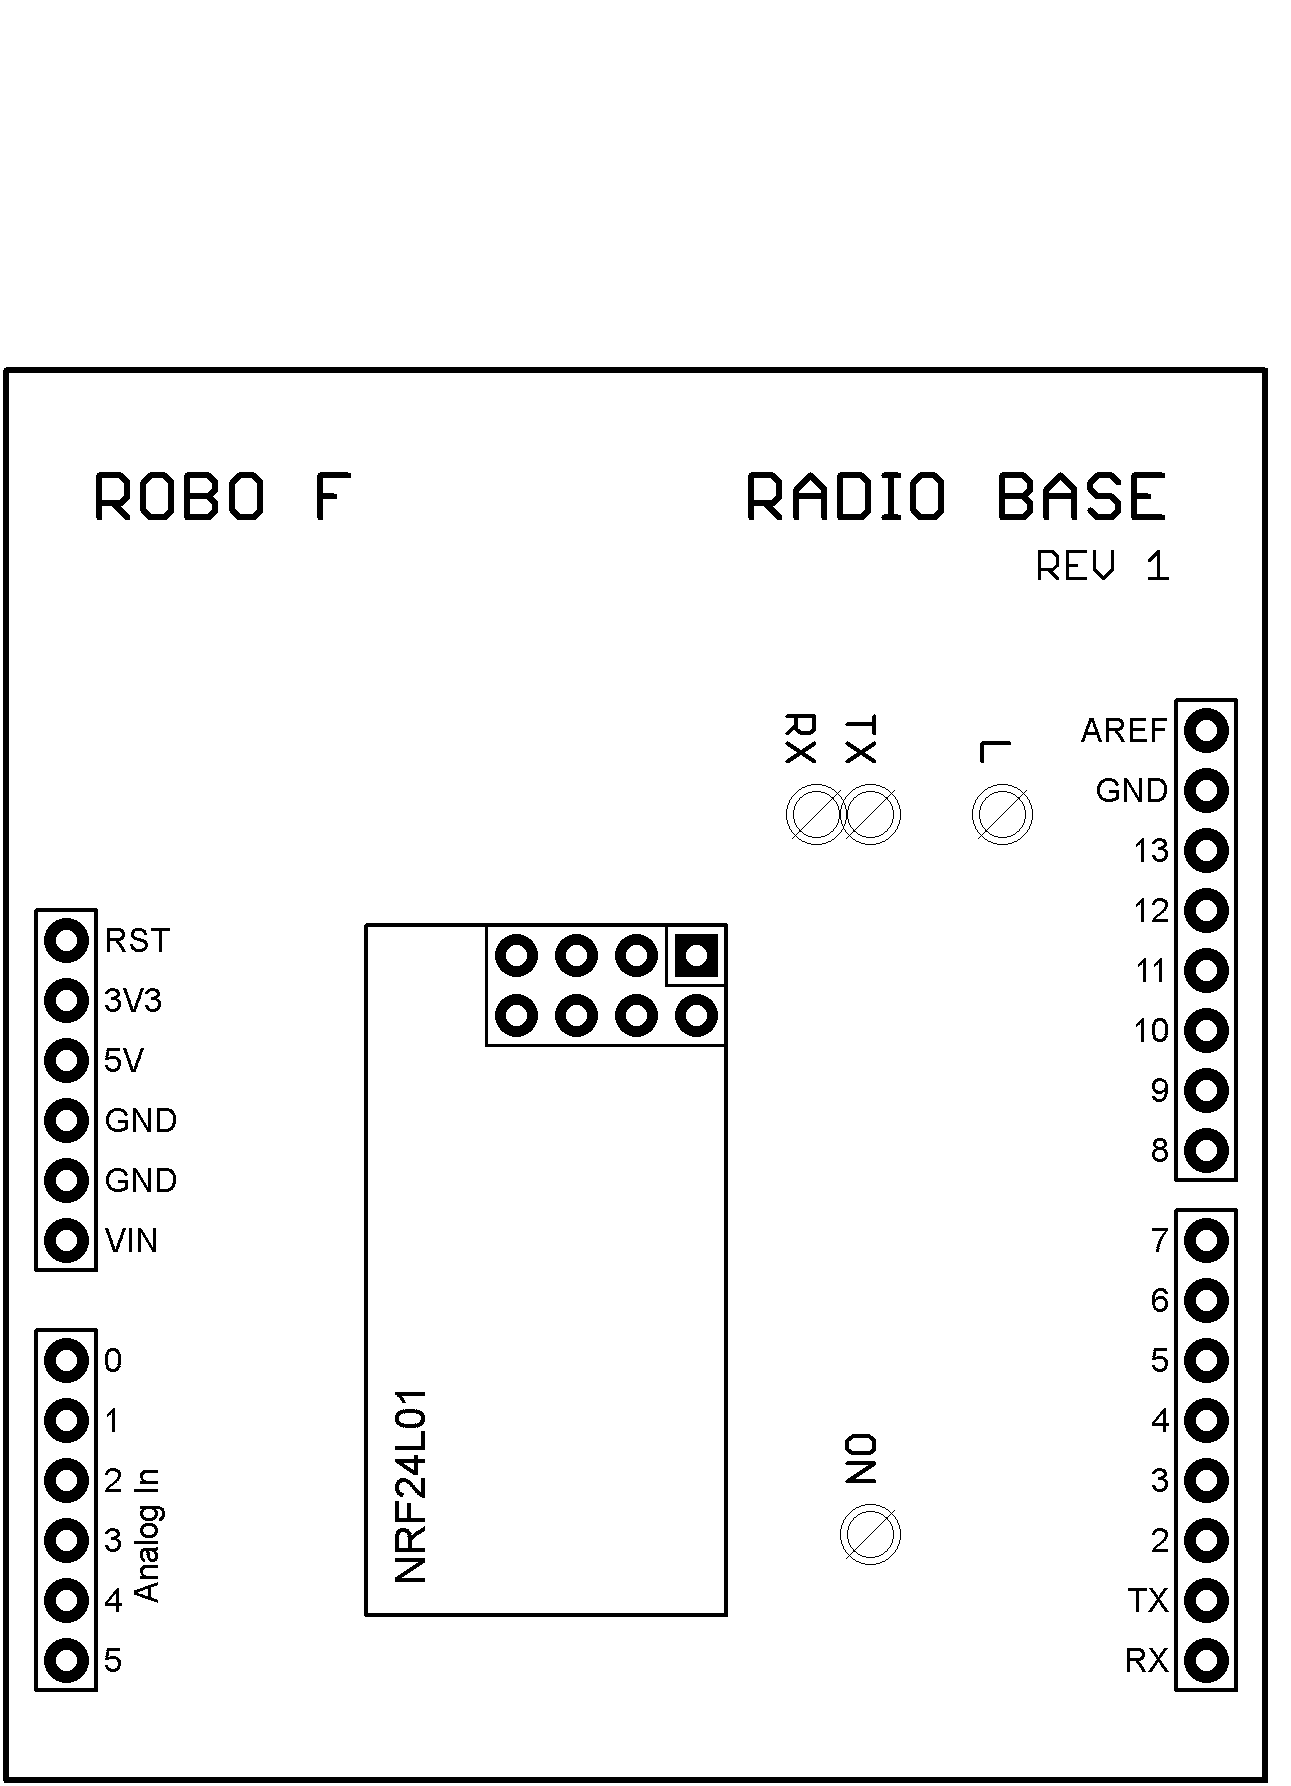 ROBO F
RADIO BASE
REV 1
RX
TX
L
AREF
GND
13
12
11
10
9
8
RST
3V3
5V
GND
GND
VIN
7
6
5
4
3
2
TX
RX
0
1
2
3
4
5
Analog In
NRF24L01
ON